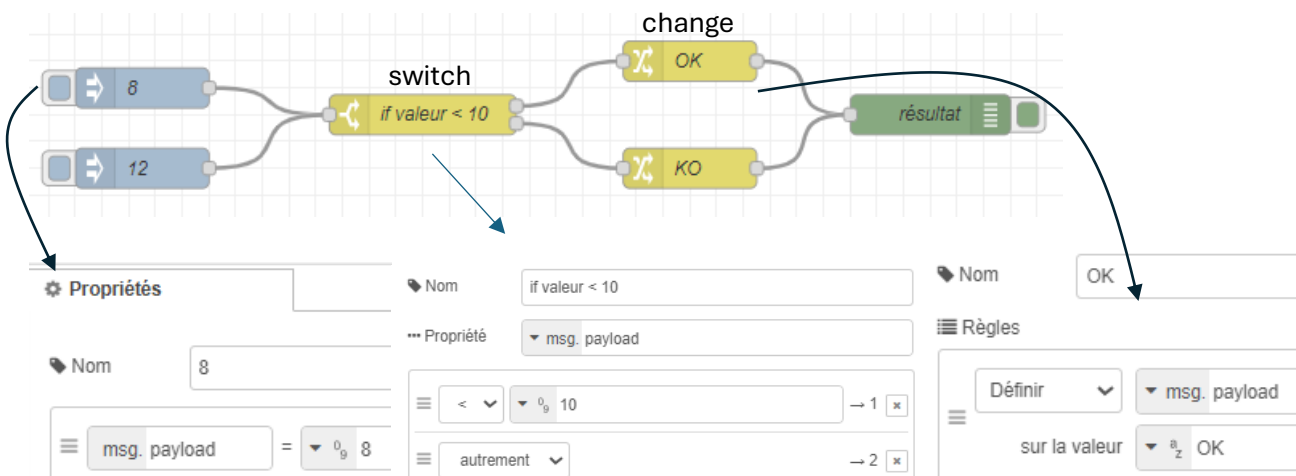 change
OK
switch
8
if valeur < 10
résultat
12
KO
Propriétés
Nom
8
msg. payload = 0 9 8
Nom
if valeur < 10
Propriété
msg. payload
< 0 9 10 → 1 x
autrement → 2 x
Nom
OK
Règles
Définir
msg. payload
sur la valeur
a z OK